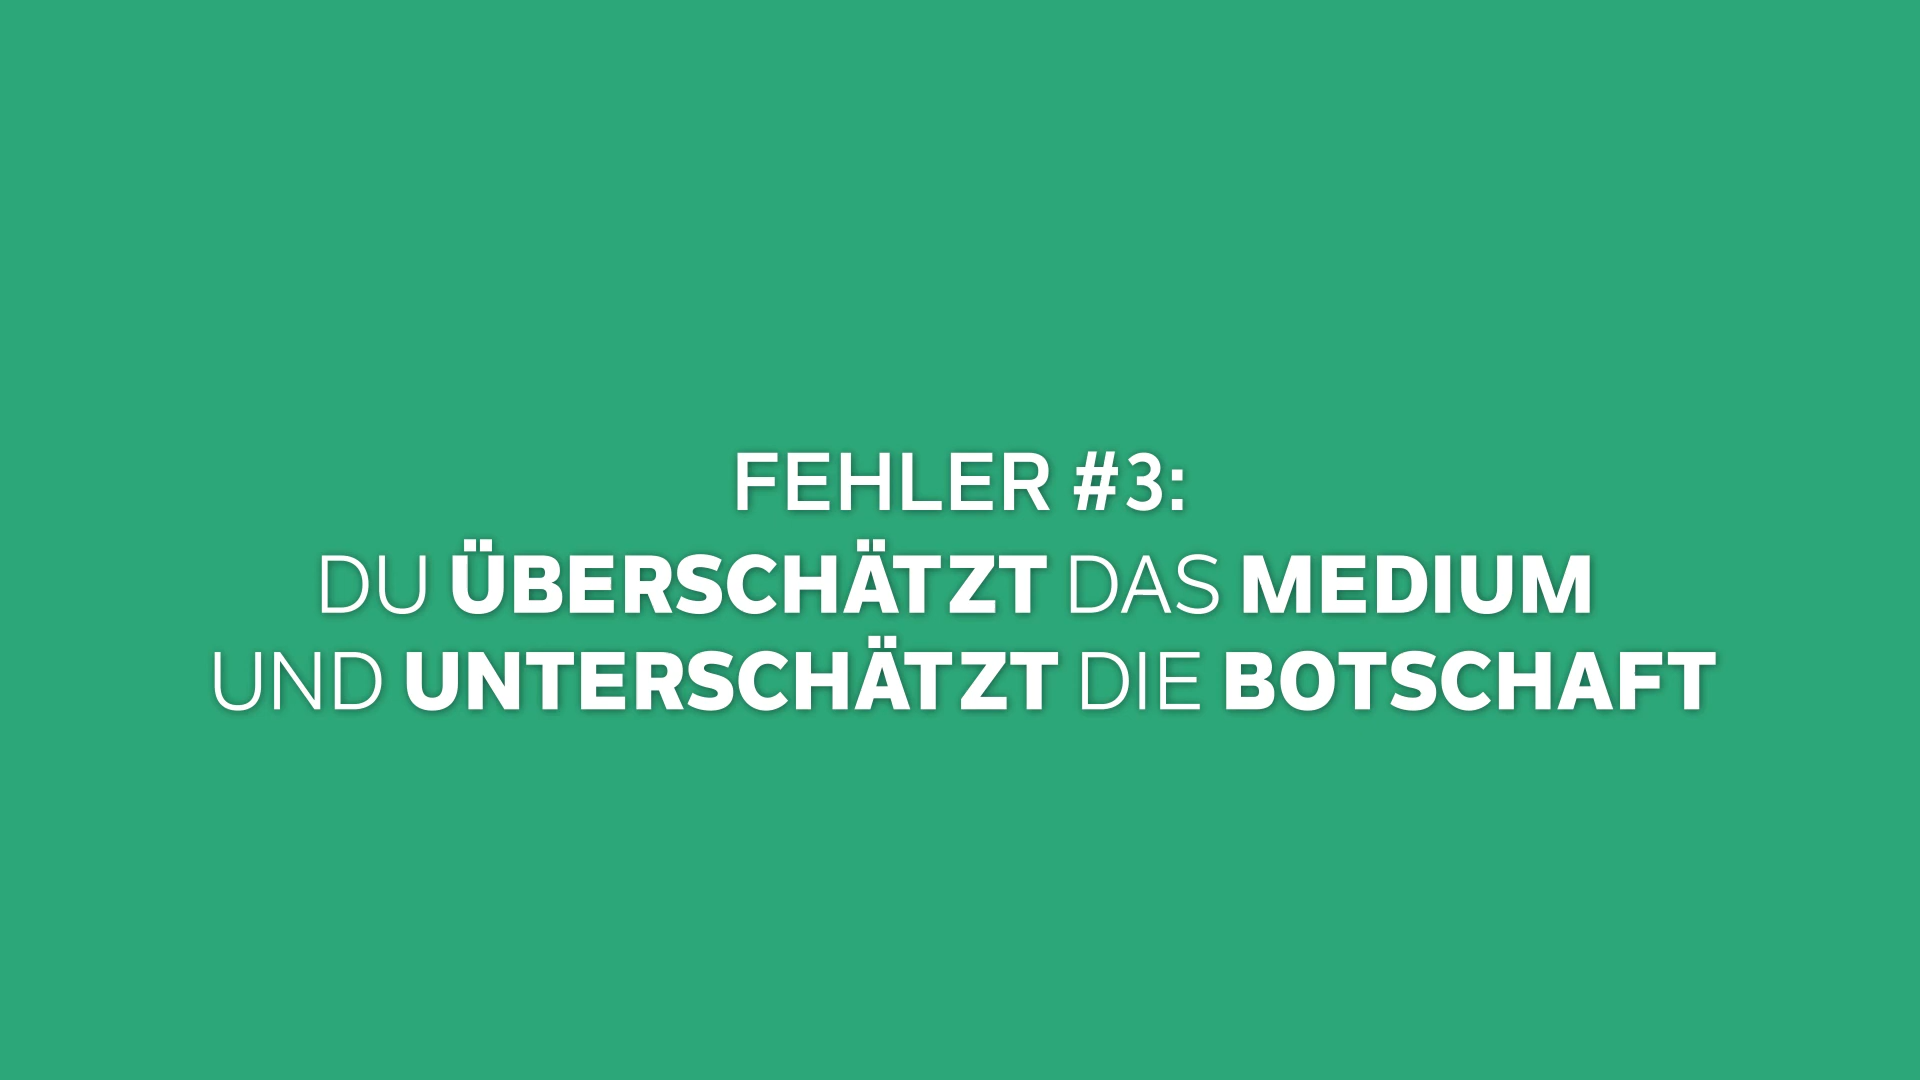 FEHLER #3:
DU ÜBERSCHÄTZT DAS MEDIUM
UND UNTERSCHÄTZT DIE BOTSCHAFT